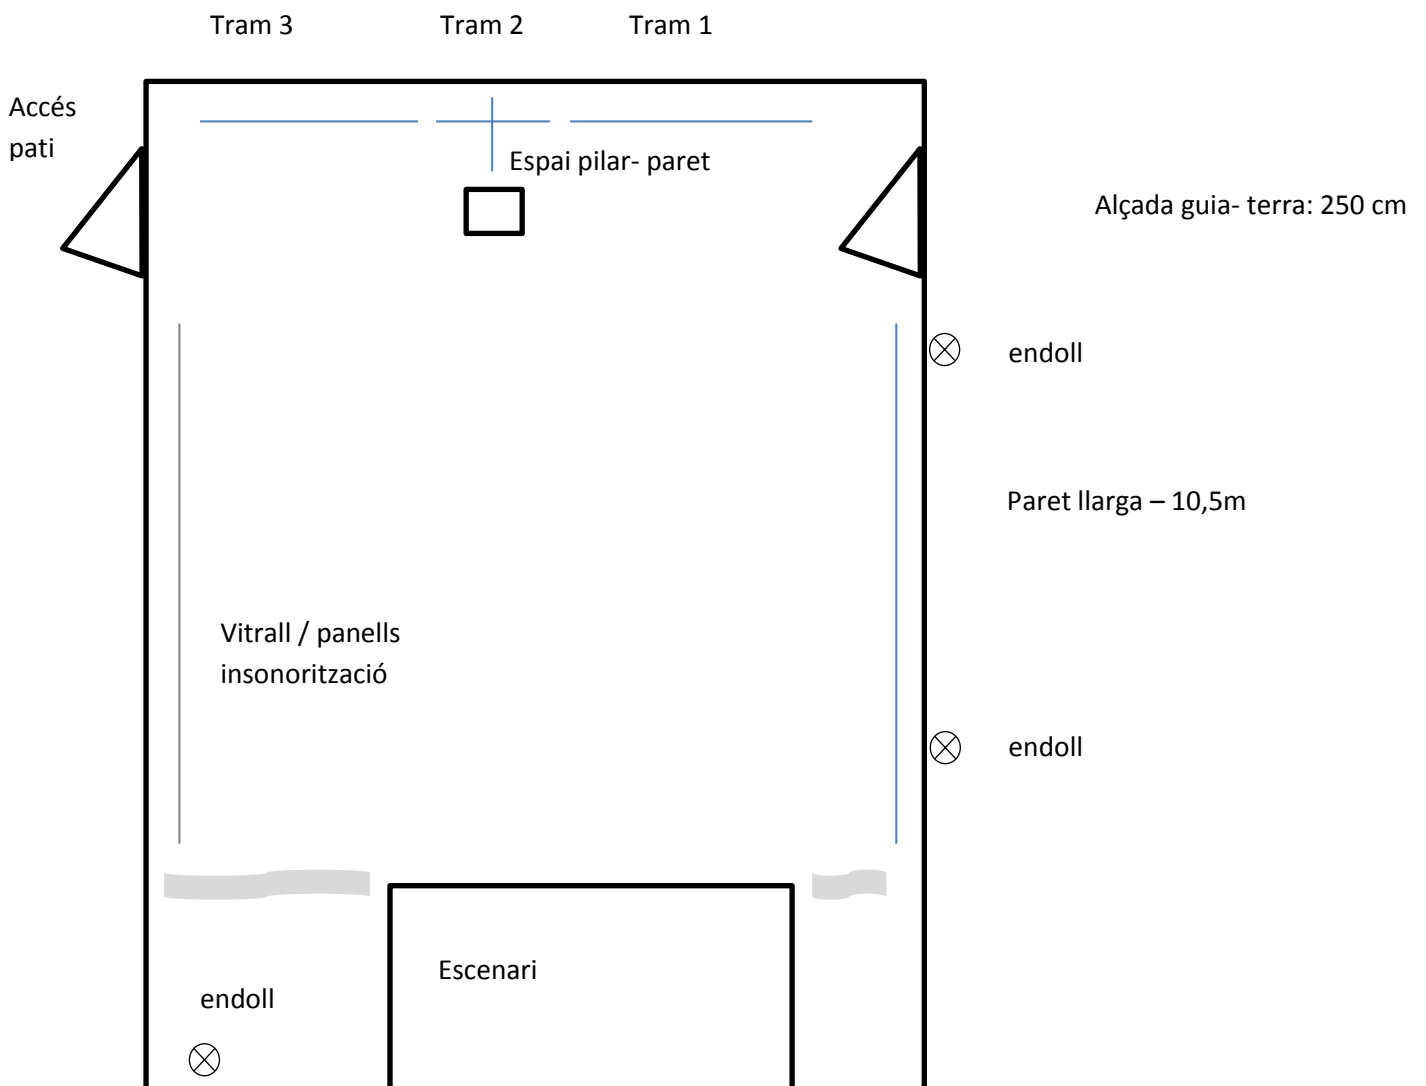 Tram 3 Tram 2 Tram 1
Accés
pati
Espai pilar- paret
Alçada guia- terra: 250 cm
endoll
Paret llarga – 10,5m
Vitrall / panells
insonorització
endoll
Escenari
endoll